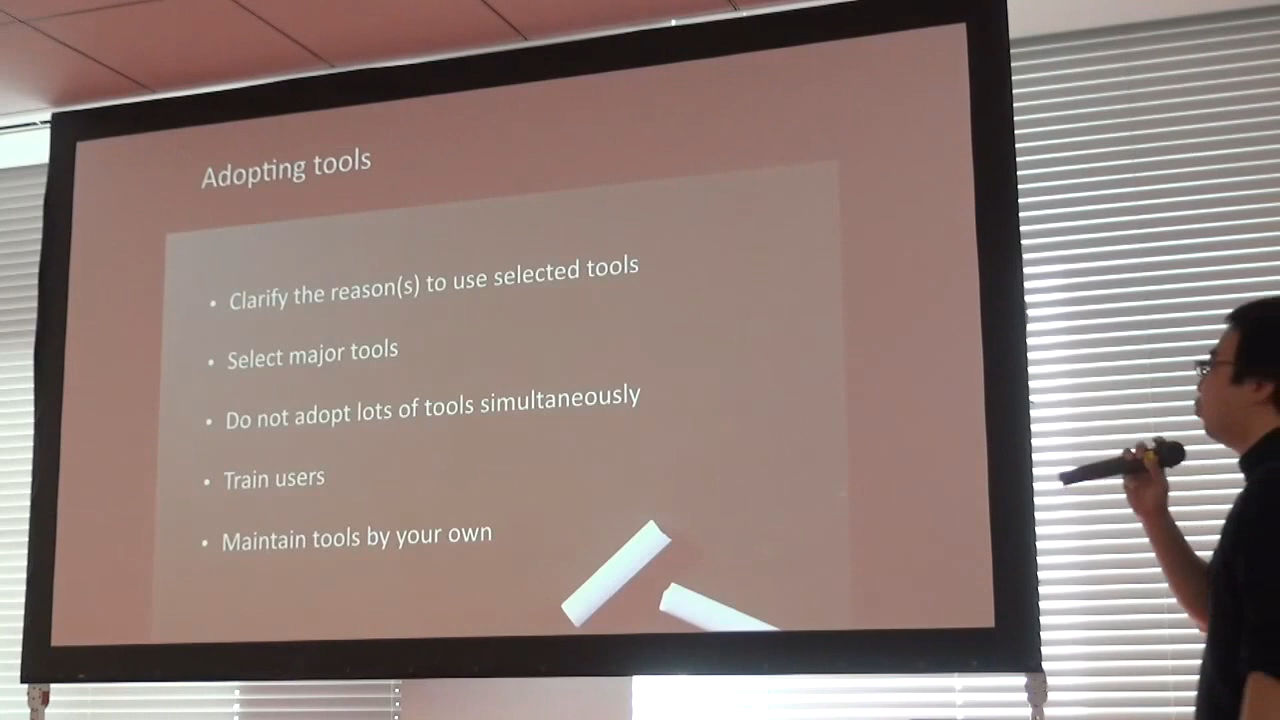 Adopting tools
• Clarify the reason(s) to use selected tools
• Select major tools
• Do not adopt lots of tools simultaneously
• Train users
• Maintain tools by your own